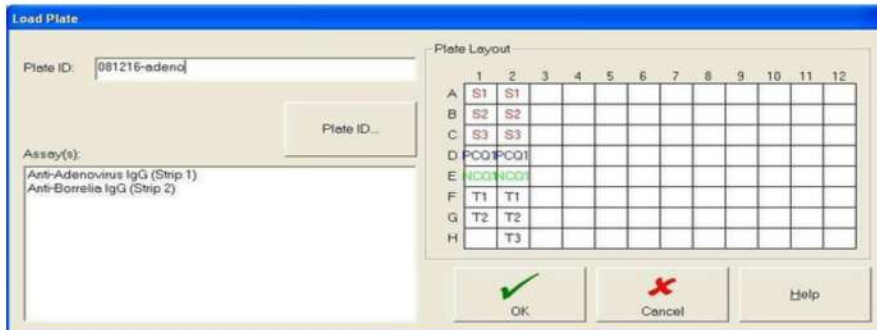 Load Plate
Plate ID: 081216-adeno
Plate ID...
Assay(s):
Anti-Adenovirus IgG (Strip 1)
Anti-Borrelia IgG (Strip 2)
Plate Layout
1 2 3 4 5 6 7 8 9 10 11 12
A S1 S1
B S2 S2
C S3 S3
D PCQ1 PCQ1
E NCQ1 NCQ1
F T1 T1
G T2 T2
H T3
OK
Cancel
Help